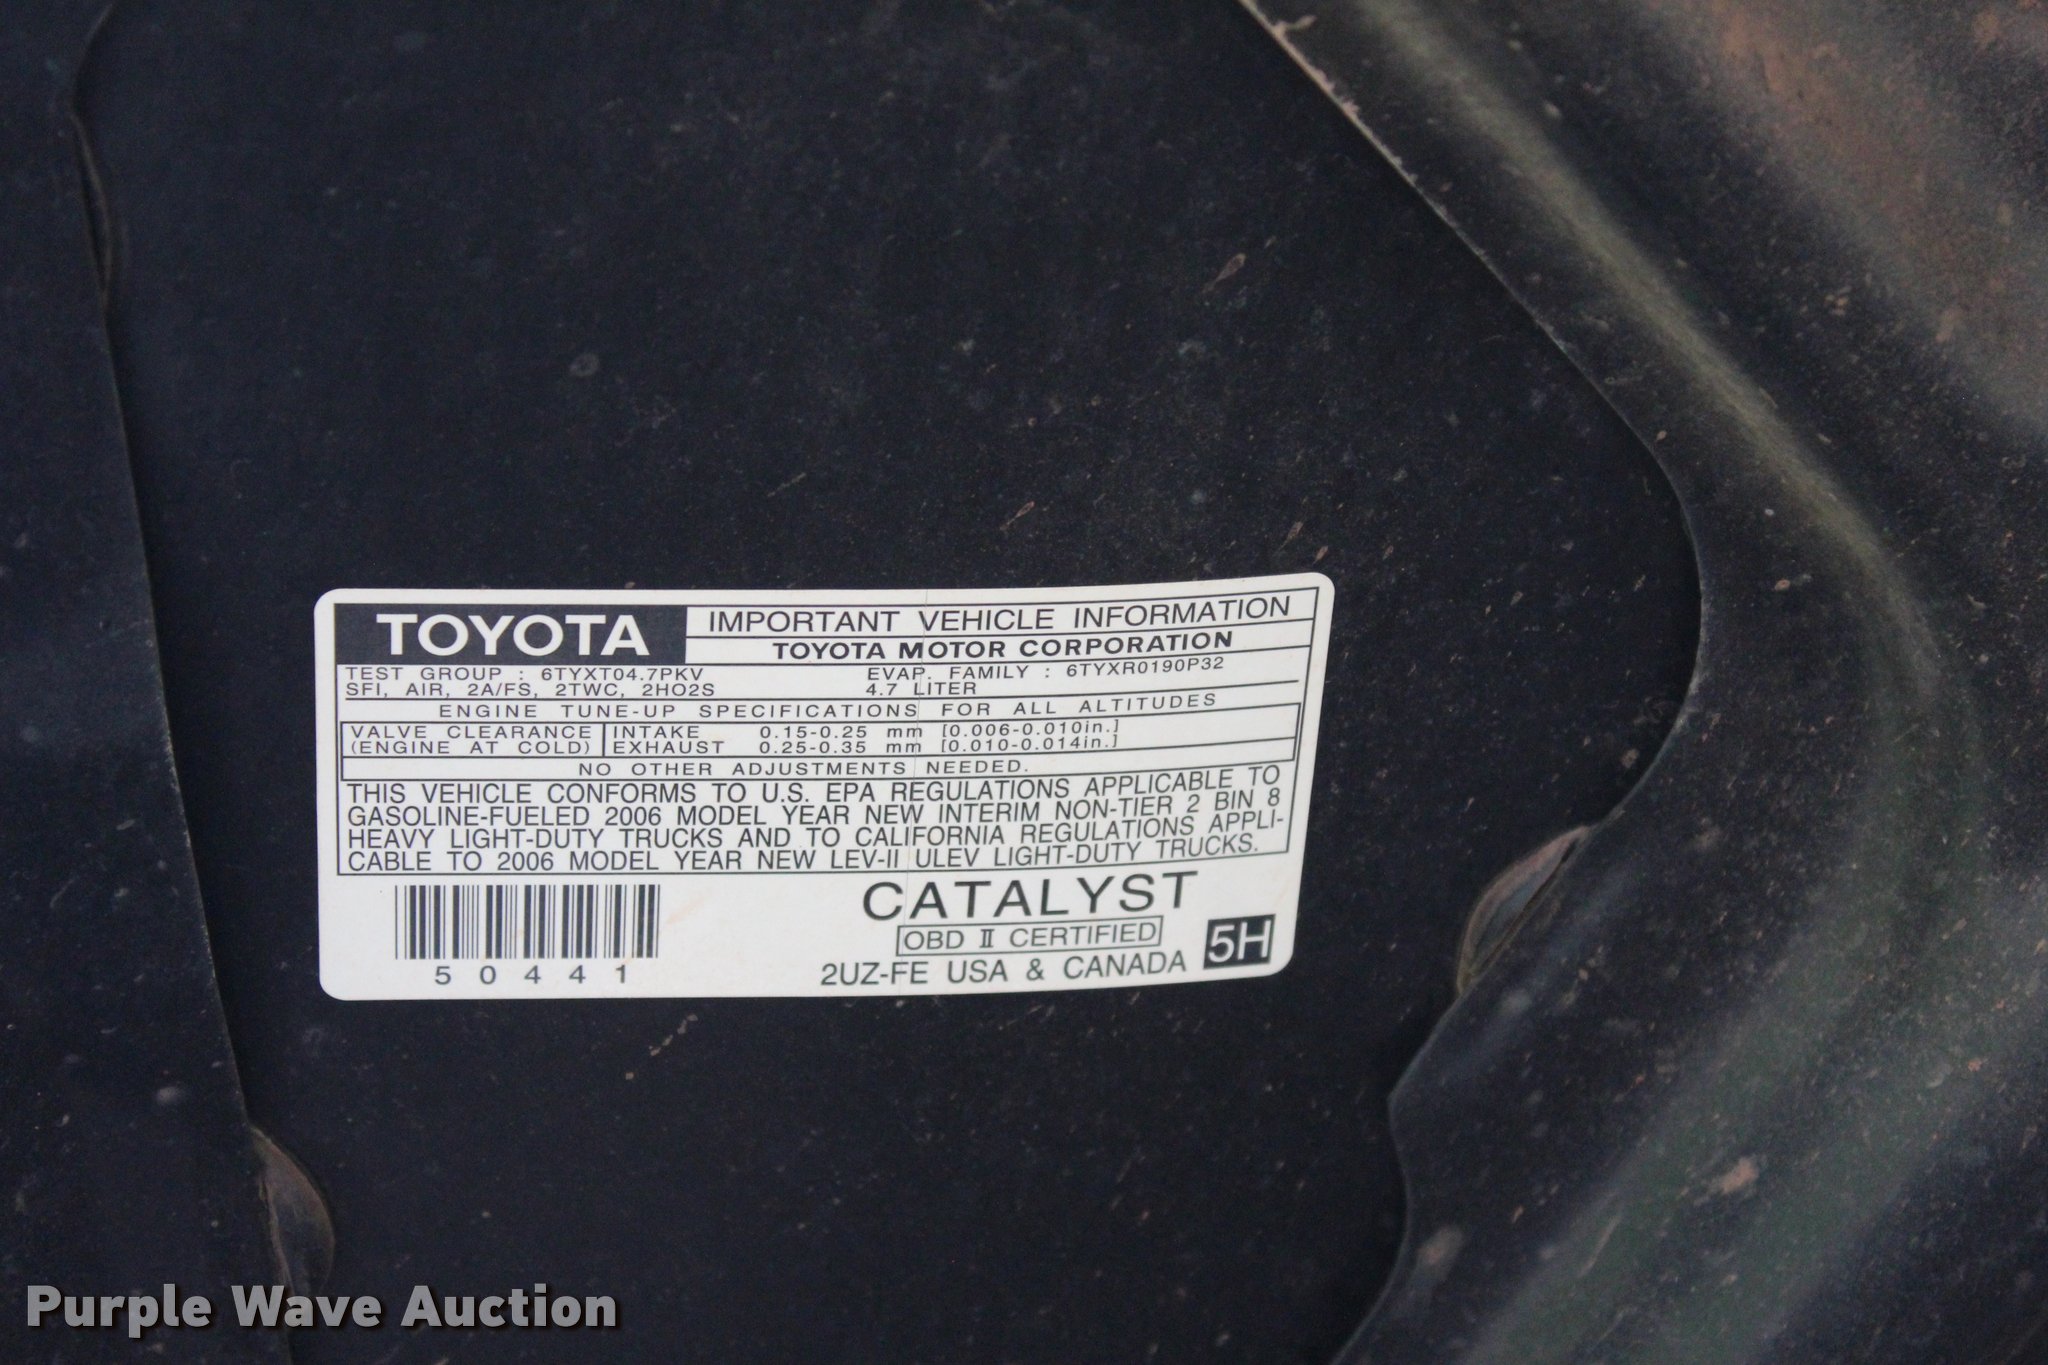 TOYOTA IMPORTANT VEHICLE INFORMATION
TOYOTA MOTOR CORPORATION
TEST GROUP : 6TYXT04.7PKV EVAP. FAMILY : 6TYXR0190P32
SFI, AIR, 2A/FS, 2TWC, 2HO2S 4.7 LITER
ENGINE TUNE-UP SPECIFICATIONS FOR ALL ALTITUDES
VALVE CLEARANCE INTAKE 0.15-0.25 mm [0.006-0.010in.]
(ENGINE AT COLD) EXHAUST 0.25-0.35 mm [0.010-0.014in.]
NO OTHER ADJUSTMENTS NEEDED.
THIS VEHICLE CONFORMS TO U.S. EPA REGULATIONS APPLICABLE TO
GASOLINE-FUELED 2006 MODEL YEAR NEW INTERIM NON-TIER 2 BIN 8
HEAVY LIGHT-DUTY TRUCKS AND TO CALIFORNIA REGULATIONS APPLI-
CABLE TO 2006 MODEL YEAR NEW LEV-II ULEV LIGHT-DUTY TRUCKS.
CATALYST
OBD II CERTIFIED 5H
50441 2UZ-FE USA & CANADA
Purple Wave Auction